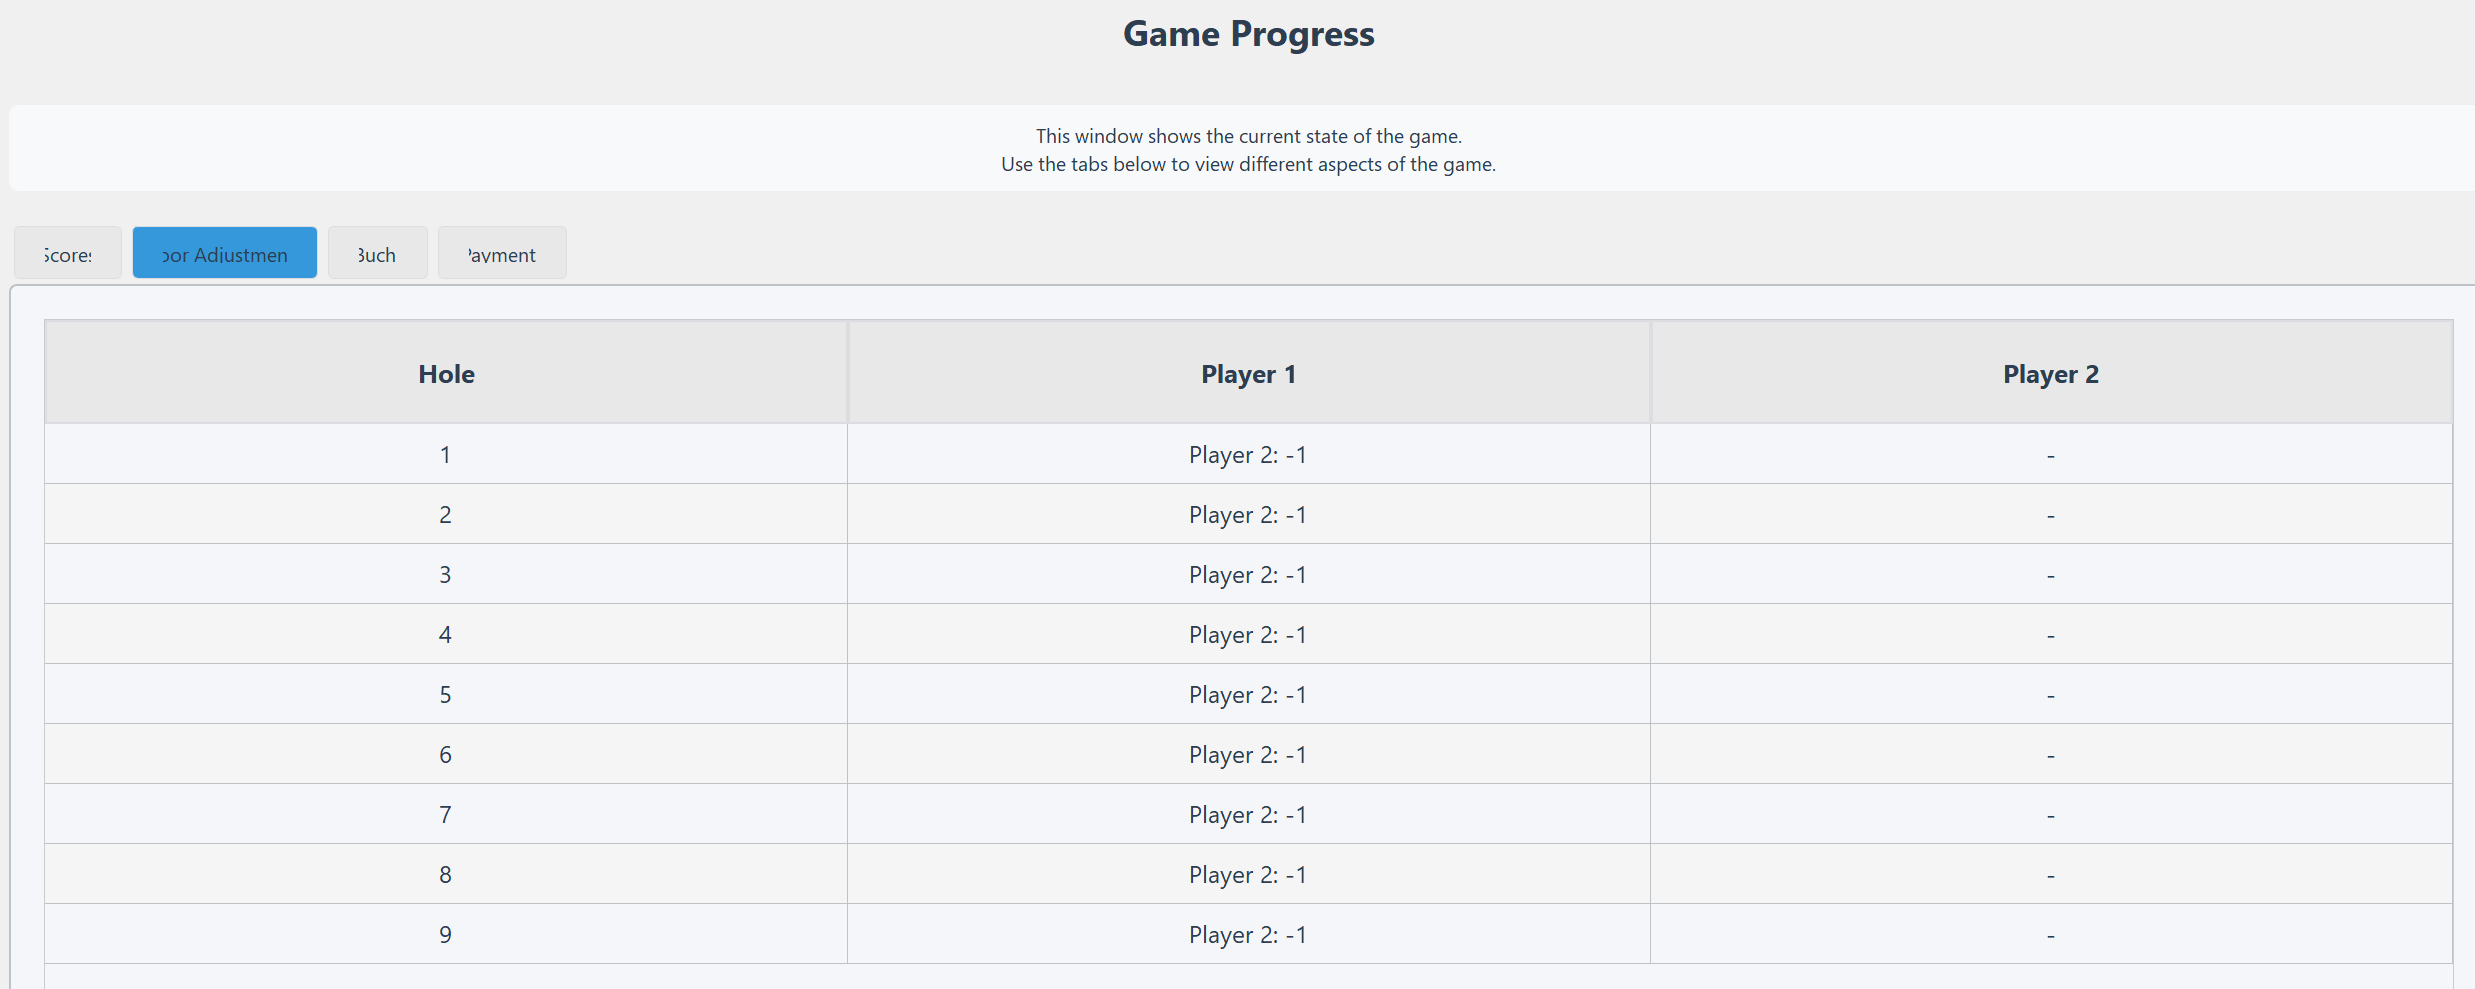 Game Progress
This window shows the current state of the game.
Use the tabs below to view different aspects of the game.
Scores oor Adjustmen Buch Payment
Hole Player 1 Player 2
1 Player 2: -1 -
2 Player 2: -1 -
3 Player 2: -1 -
4 Player 2: -1 -
5 Player 2: -1 -
6 Player 2: -1 -
7 Player 2: -1 -
8 Player 2: -1 -
9 Player 2: -1 -